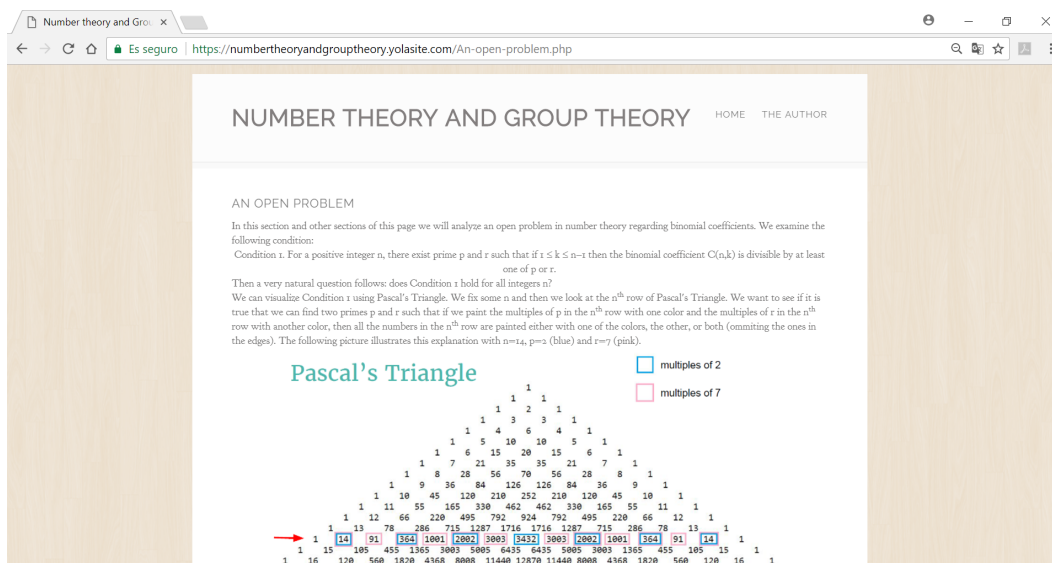 Number theory and Grou
Es seguro https://numbertheoryandgrouptheory.yolasite.com/An-open-problem.php
NUMBER THEORY AND GROUP THEORY
HOME THE AUTHOR
AN OPEN PROBLEM
In this section and other sections of this page we will analyze an open problem in number theory regarding binomial coefficients. We examine the
following condition:
Condition 1. For a positive integer n, there exist prime p and r such that if 1 ≤ k ≤ n−1 then the binomial coefficient C(n,k) is divisible by at least
one of p or r.
Then a very natural question follows: does Condition 1 hold for all integers n?
We can visualize Condition 1 using Pascal's Triangle. We fix some n and then we look at the nth row of Pascal's Triangle. We want to see if it is
true that we can find two primes p and r such that if we paint the multiples of p in the nth row with one color and the multiples of r in the nth
row with another color, then all the numbers in the nth row are painted either with one of the colors, the other, or both (ommiting the ones in
the edges). The following picture illustrates this explanation with n=14, p=2 (blue) and r=7 (pink).
Pascal's Triangle
multiples of 2
multiples of 7
1
1 1
1 2 1
1 3 3 1
1 4 6 4 1
1 5 10 10 5 1
1 6 15 20 15 6 1
1 7 21 35 35 21 7 1
1 8 28 56 70 56 28 8 1
1 9 36 84 126 126 84 36 9 1
1 10 45 120 210 252 210 120 45 10 1
1 11 55 165 330 462 462 330 165 55 11 1
1 12 66 220 495 792 924 792 495 220 66 12 1
1 13 78 286 715 1287 1716 1716 1287 715 286 78 13 1
1 14 91 364 1001 2002 3003 3432 3003 2002 1001 364 91 14 1
1 15 105 455 1365 3003 5005 6435 6435 5005 3003 1365 455 105 15 1
1 16 120 560 1820 4368 8008 11440 12870 11440 8008 4368 1820 560 120 16 1